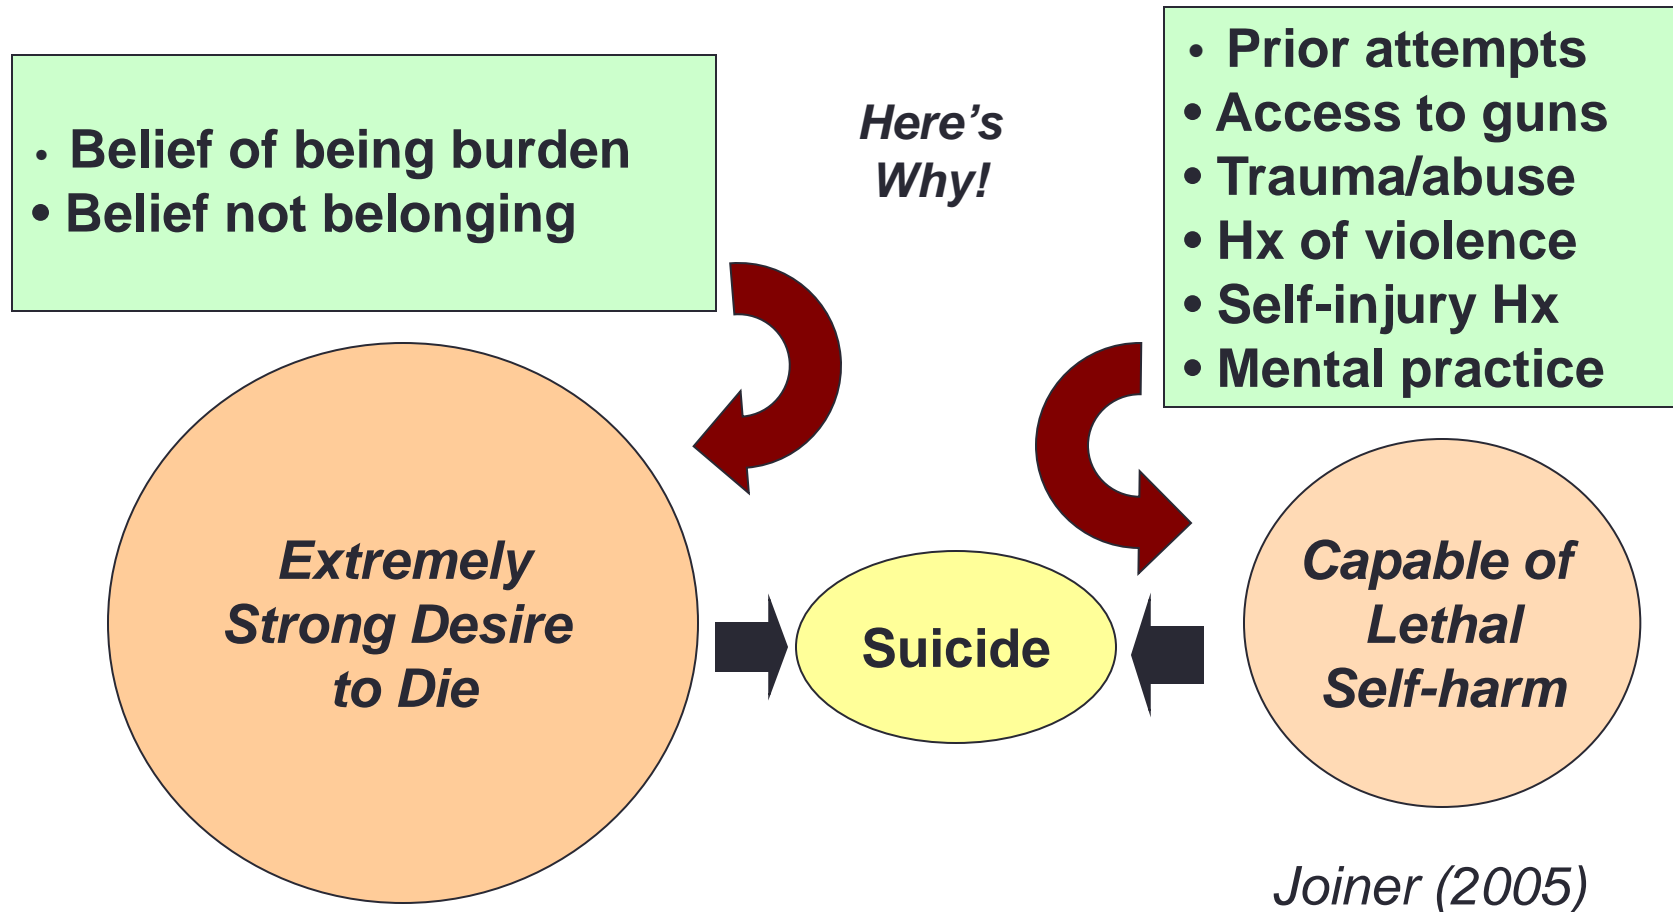 • Belief of being burden
• Belief not belonging
Here’s
Why!
• Prior attempts
• Access to guns
• Trauma/abuse
• Hx of violence
• Self-injury Hx
• Mental practice
Extremely
Strong Desire
to Die
Suicide
Capable of
Lethal
Self-harm
Joiner (2005)